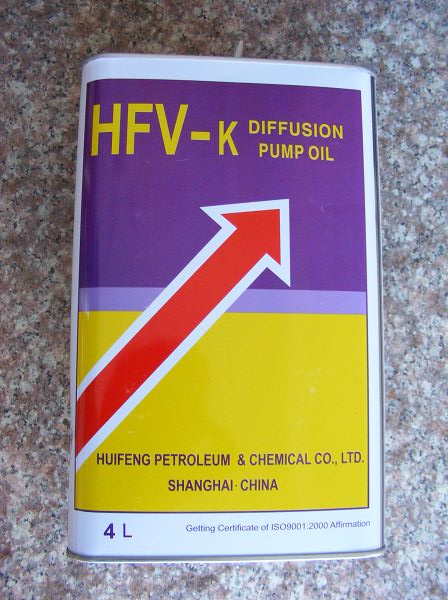 HFV-K DIFFUSION
PUMP OIL
HUIFENG PETROLEUM & CHEMICAL CO., LTD.
SHANGHAI·CHINA
4 L Getting Certificate of ISO9001:2000 Affirmation